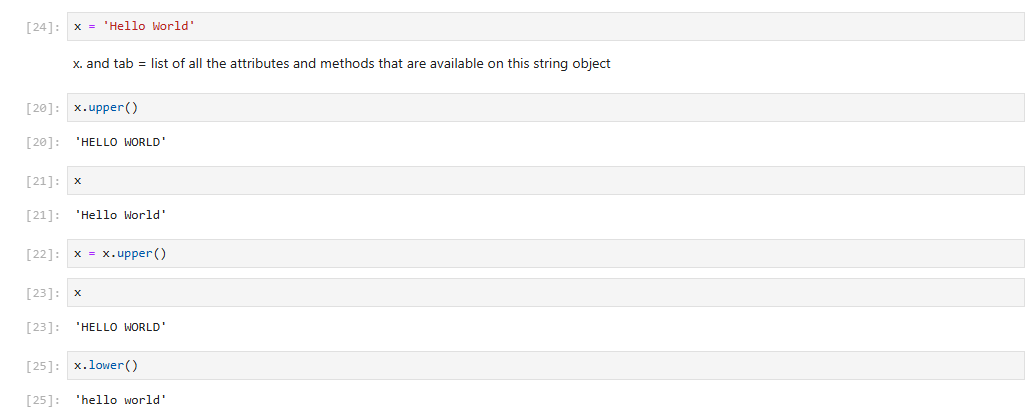 [24]: x = 'Hello World'
x. and tab = list of all the attributes and methods that are available on this string object
[20]: x.upper()
[20]: 'HELLO WORLD'
[21]: x
[21]: 'Hello World'
[22]: x = x.upper()
[23]: x
[23]: 'HELLO WORLD'
[25]: x.lower()
[25]: 'hello world'